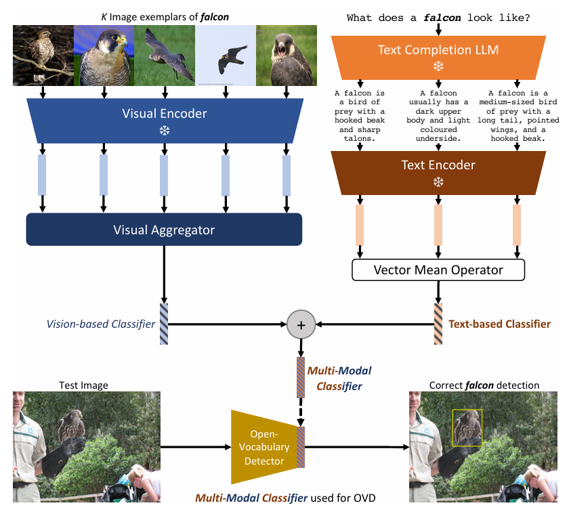 K Image exemplars of falcon
What does a falcon look like?
Visual Encoder
Text Completion LLM
A falcon is
a bird of
prey with a
hooked beak
and sharp
talons.
A falcon
usually has a
dark upper
body and light
coloured
underside.
A falcon is a
medium-sized bird
of prey with a
long tail, pointed
wings, and a
hooked beak.
Text Encoder
Visual Aggregator
Vector Mean Operator
Vision-based Classifier
+
Text-based Classifier
Multi-Modal
Classifier
Test Image
Correct falcon detection
Open-
Vocabulary
Detector
Multi-Modal Classifier used for OVD